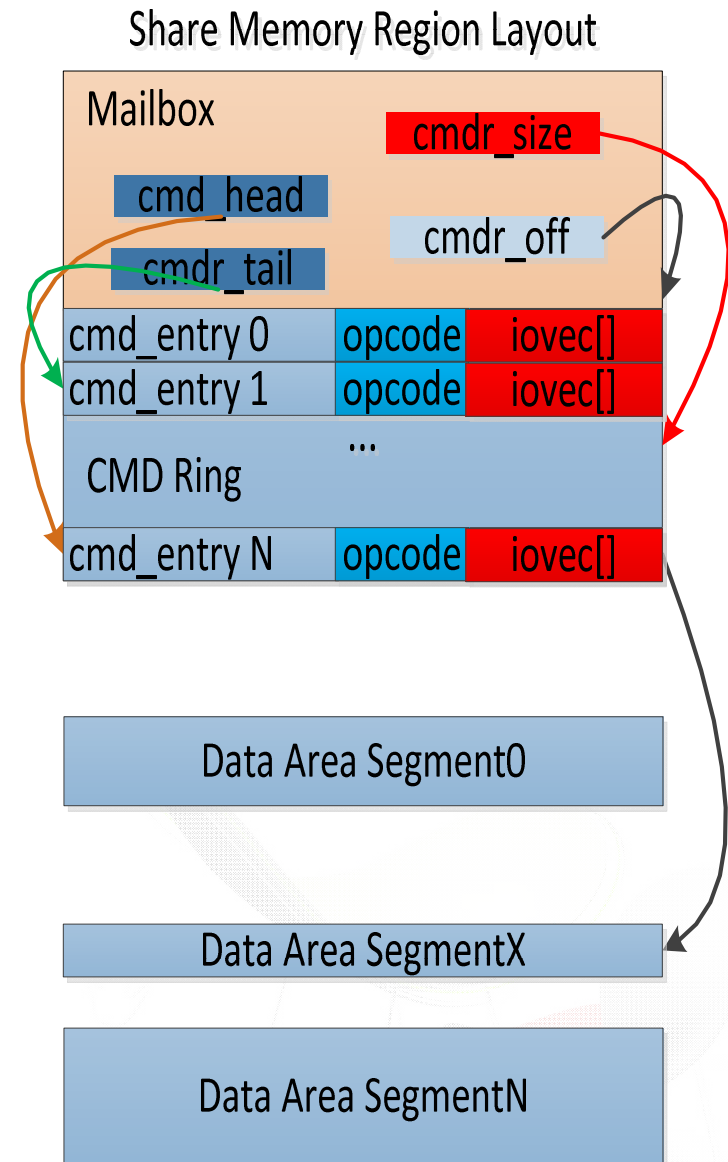 Share Memory Region Layout
Mailbox
cmdr_size
cmd_head
cmdr_off
cmdr_tail
cmd_entry 0 opcode iovec[]
cmd_entry 1 opcode iovec[]
...
CMD Ring
cmd_entry N opcode iovec[]
Data Area Segment0
Data Area SegmentX
Data Area SegmentN